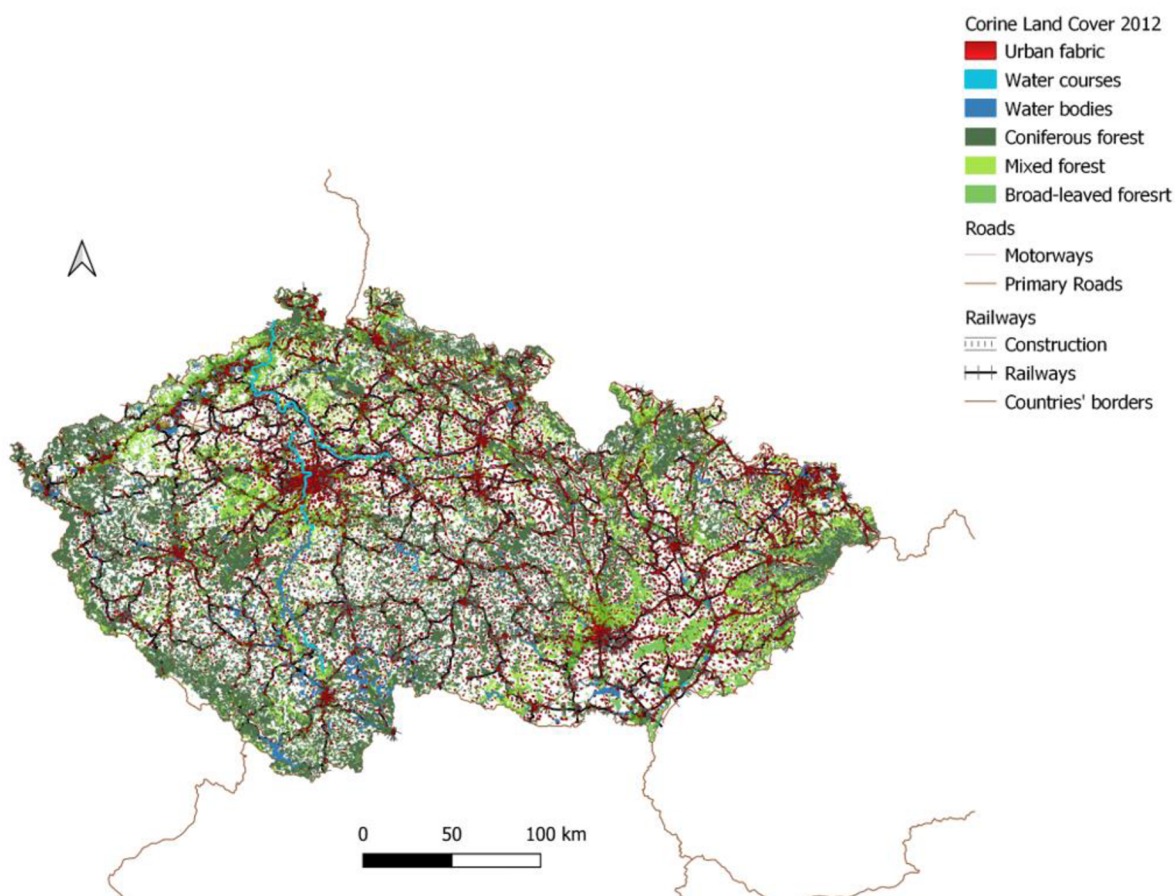 Corine Land Cover 2012
Urban fabric
Water courses
Water bodies
Coniferous forest
Mixed forest
Broad-leaved foresrt
Roads
Motorways
Primary Roads
Railways
Construction
Railways
Countries' borders
0 50 100 km